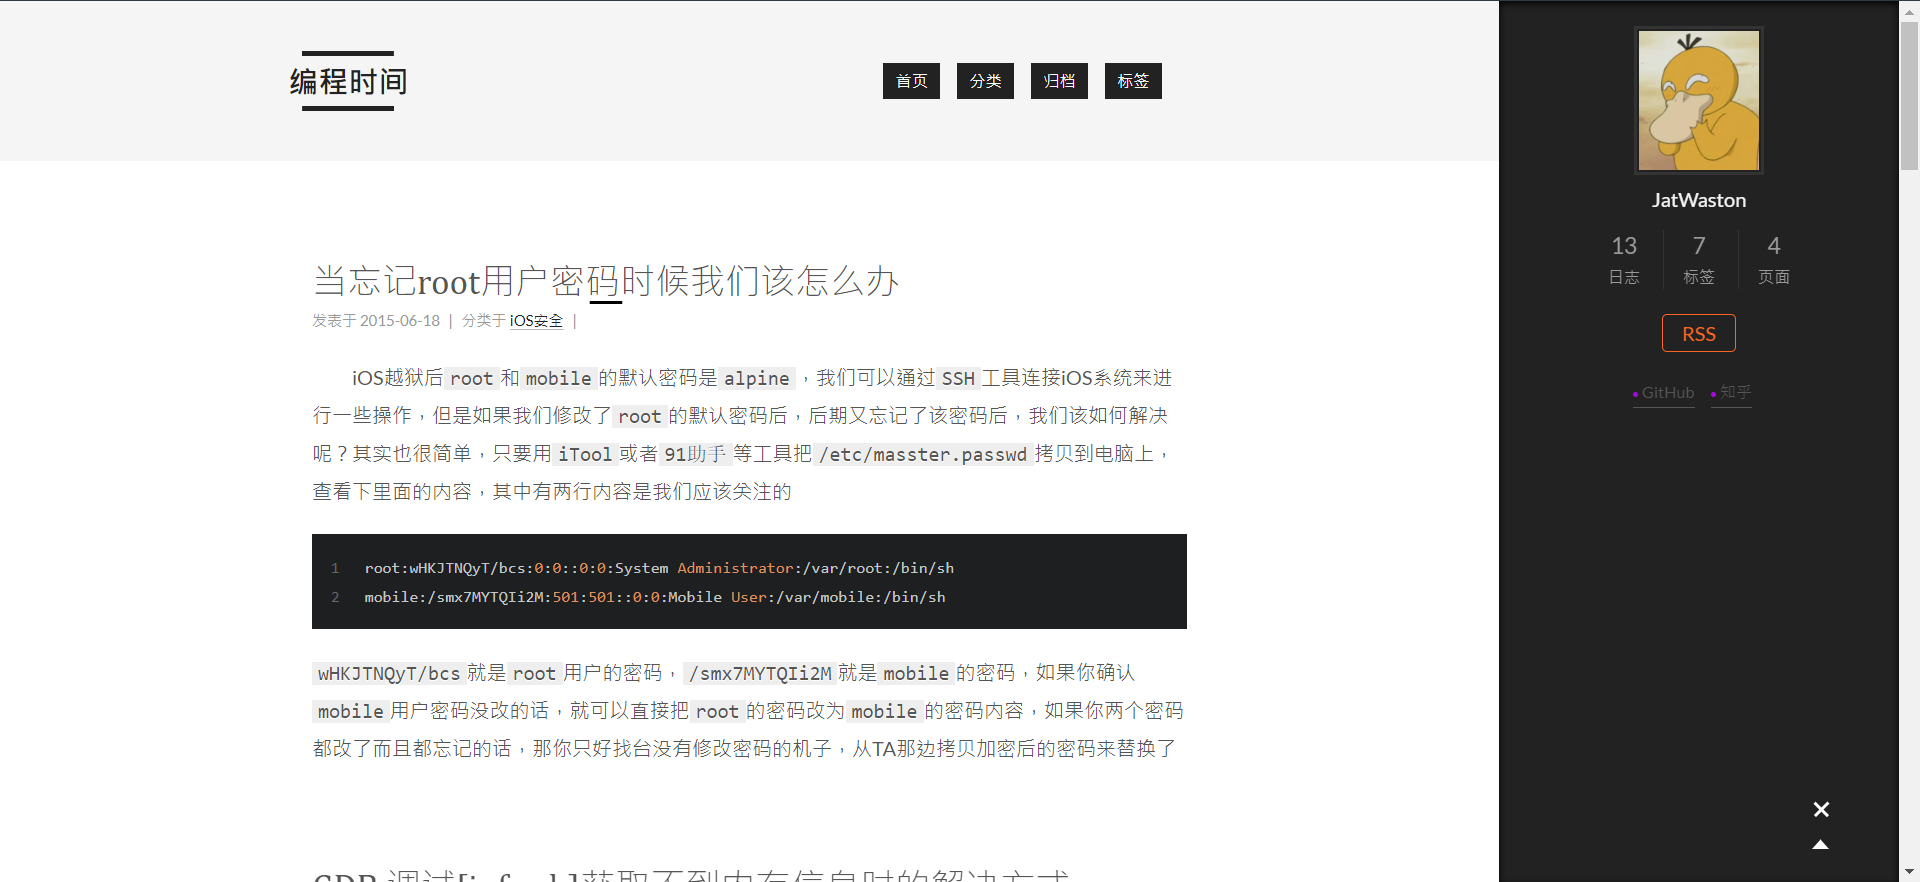 编程时间
首页
分类
归档
标签
当忘记root用户密码时候我们该怎么办
发表于 2015-06-18 | 分类于 iOS安全 |
iOS越狱后 root 和 mobile 的默认密码是 alpine ，我们可以通过 SSH 工具连接iOS系统来进
行一些操作，但是如果我们修改了 root 的默认密码后，后期又忘记了该密码后，我们该如何解决
呢？其实也很简单，只要用 iTool 或者 91助手 等工具把 /etc/masster.passwd 拷贝到电脑上，
查看下里面的内容，其中有两行内容是我们应该关注的
1 root:wHKJTNQyT/bcs:0:0::0:0:System Administrator:/var/root:/bin/sh
2 mobile:/smx7MYTQIi2M:501:501::0:0:Mobile User:/var/mobile:/bin/sh
wHKJTNQyT/bcs 就是 root 用户的密码， /smx7MYTQIi2M 就是 mobile 的密码，如果你确认
mobile 用户密码没改的话，就可以直接把 root 的密码改为 mobile 的密码内容，如果你两个密码
都改了而且都忘记的话，那你只好找台没有修改密码的机子，从TA那边拷贝加密后的密码来替换了
JatWaston
13
日志
7
标签
4
页面
RSS
GitHub
知乎